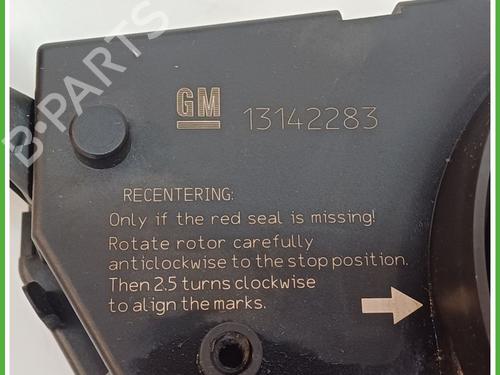 B-PARTS
GM 13142283
RECENTERING:
Only if the red seal is missing!
Rotate rotor carefully
anticlockwise to the stop position.
Then 2.5 turns clockwise
to align the marks.